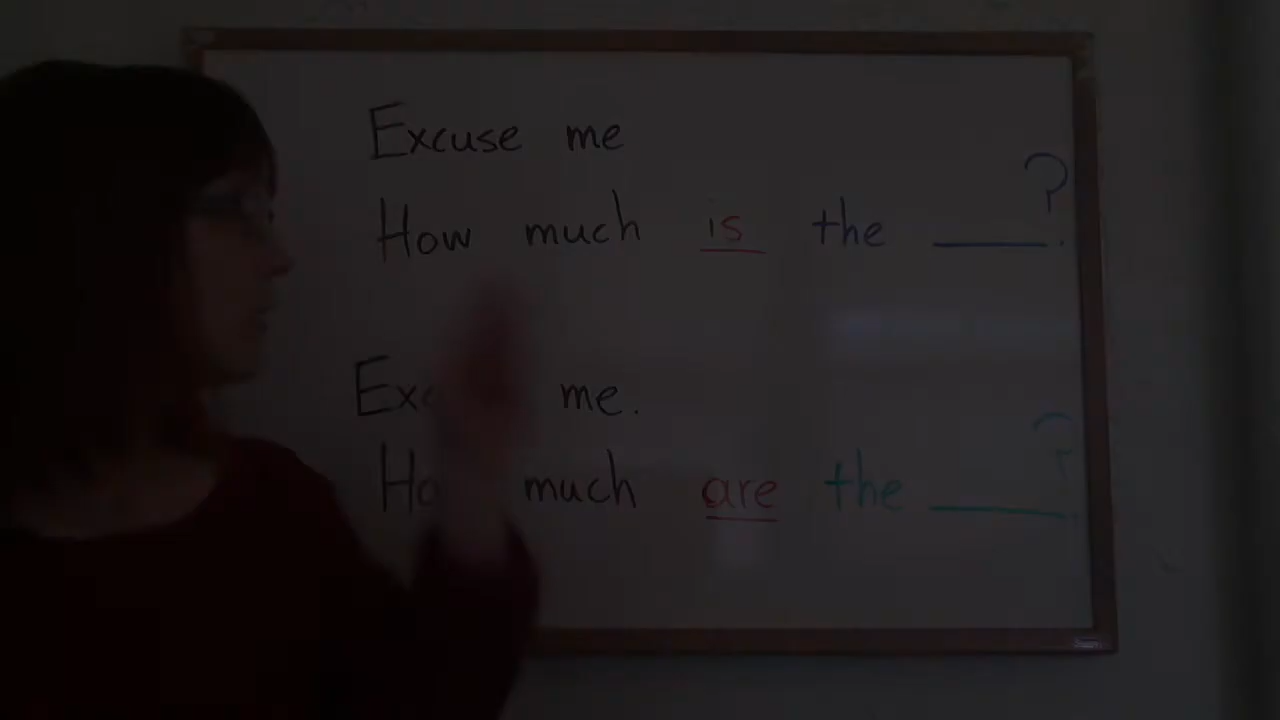 Excuse me
How much is the ____?
me.
much are the ____?